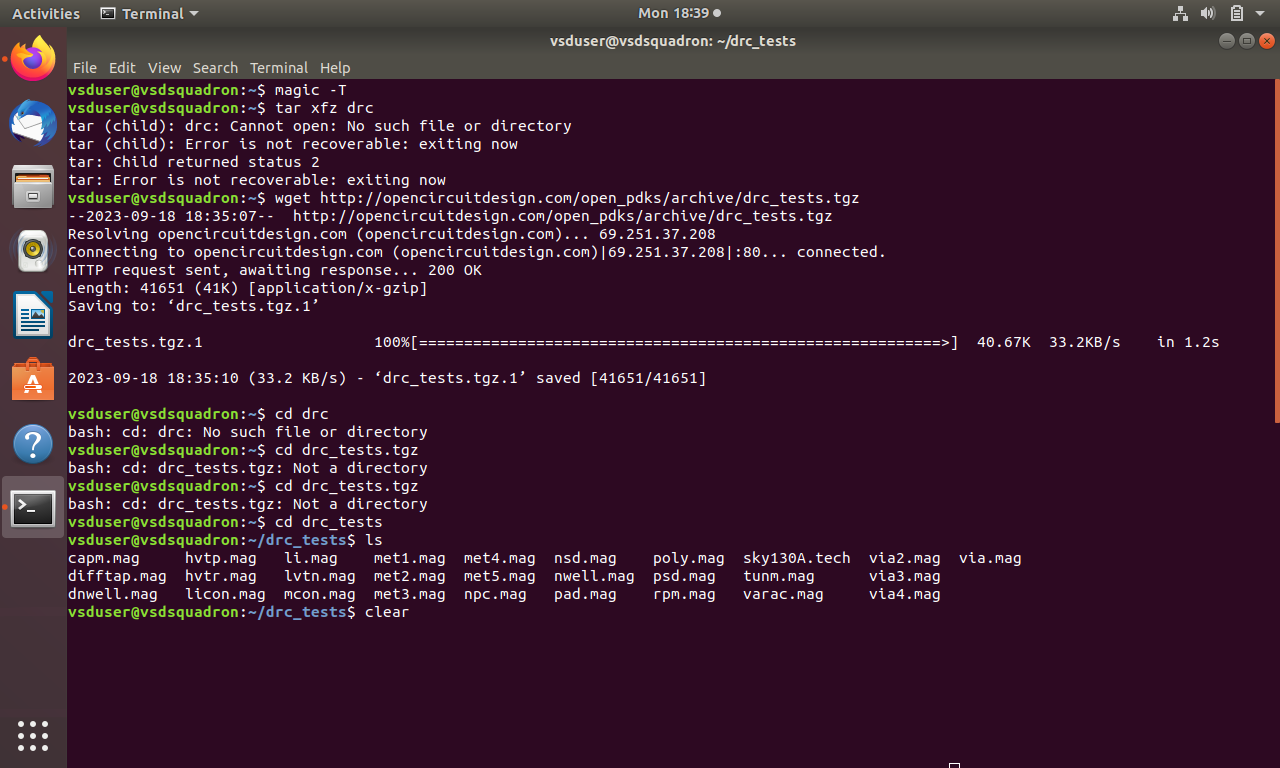 Activities Terminal Mon 18:39
vsduser@vsdsquadron: ~/drc_tests
File Edit View Search Terminal Help
vsduser@vsdsquadron:~$ magic -T
vsduser@vsdsquadron:~$ tar xfz drc
tar (child): drc: Cannot open: No such file or directory
tar (child): Error is not recoverable: exiting now
tar: Child returned status 2
tar: Error is not recoverable: exiting now
vsduser@vsdsquadron:~$ wget http://opencircuitdesign.com/open_pdks/archive/drc_tests.tgz
--2023-09-18 18:35:07--  http://opencircuitdesign.com/open_pdks/archive/drc_tests.tgz
Resolving opencircuitdesign.com (opencircuitdesign.com)... 69.251.37.208
Connecting to opencircuitdesign.com (opencircuitdesign.com)|69.251.37.208|:80... connected.
HTTP request sent, awaiting response... 200 OK
Length: 41651 (41K) [application/x-gzip]
Saving to: ‘drc_tests.tgz.1’
drc_tests.tgz.1                   100%[==========================================================>]  40.67K  33.2KB/s    in 1.2s
2023-09-18 18:35:10 (33.2 KB/s) - ‘drc_tests.tgz.1’ saved [41651/41651]
vsduser@vsdsquadron:~$ cd drc
bash: cd: drc: No such file or directory
vsduser@vsdsquadron:~$ cd drc_tests.tgz
bash: cd: drc_tests.tgz: Not a directory
vsduser@vsdsquadron:~$ cd drc_tests.tgz
bash: cd: drc_tests.tgz: Not a directory
vsduser@vsdsquadron:~$ cd drc_tests
vsduser@vsdsquadron:~/drc_tests$ ls
capm.mag     hvtp.mag   li.mag    met1.mag  met4.mag  nsd.mag    poly.mag  sky130A.tech  via2.mag  via.mag
difftap.mag  hvtr.mag   lvtn.mag  met2.mag  met5.mag  nwell.mag  psd.mag   tunm.mag      via3.mag
dnwell.mag   licon.mag  mcon.mag  met3.mag  npc.mag   pad.mag    rpm.mag   varac.mag     via4.mag
vsduser@vsdsquadron:~/drc_tests$ clear